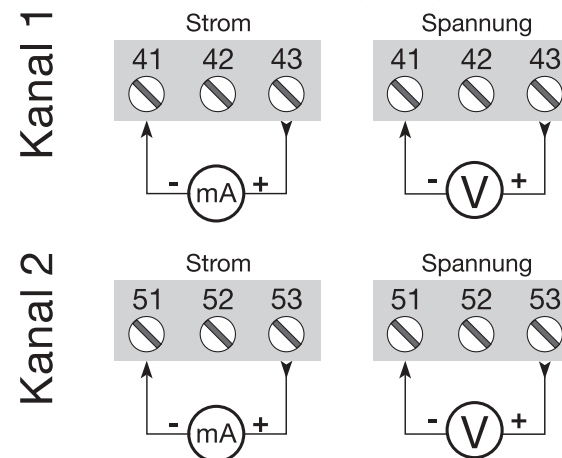 Kanal 1
Strom
41 42 43
- mA +
Spannung
41 42 43
- V +
Kanal 2
Strom
51 52 53
- mA +
Spannung
51 52 53
- V +